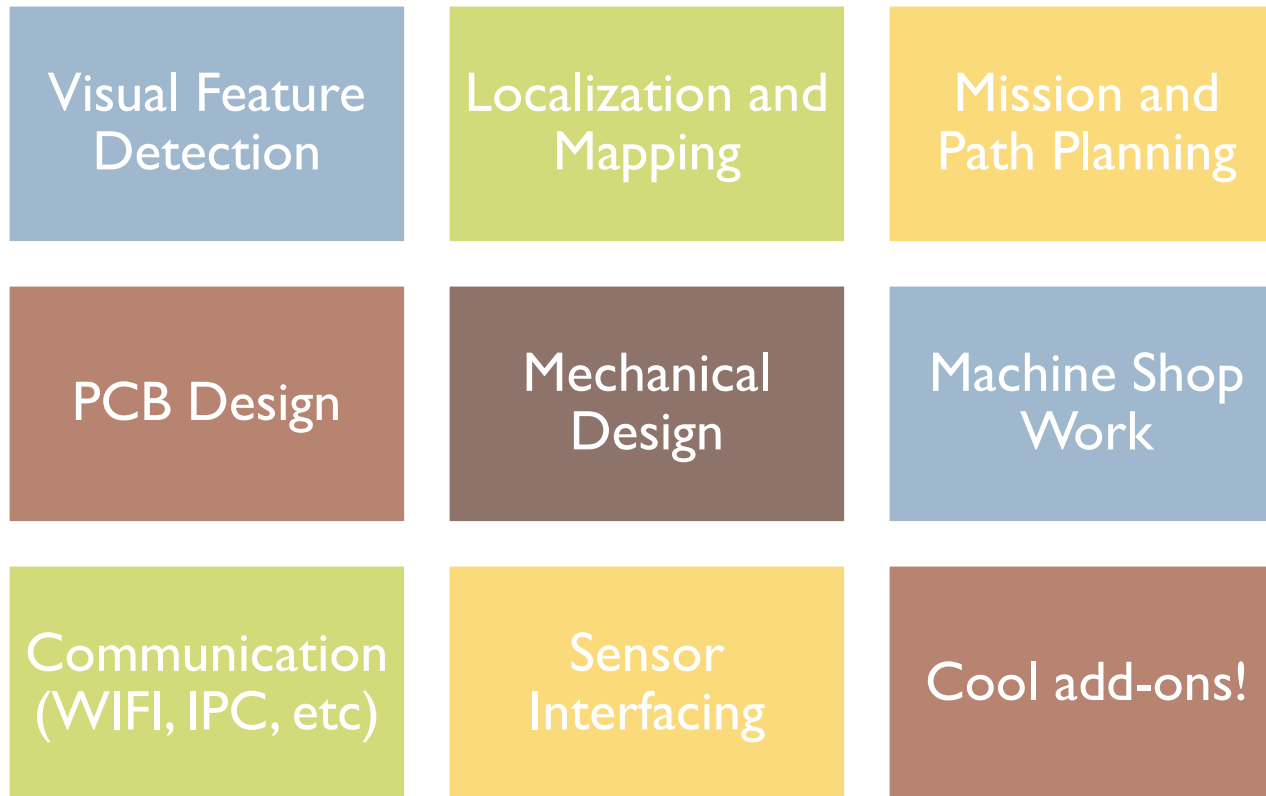 Visual Feature
Detection
Localization and
Mapping
Mission and
Path Planning
PCB Design
Mechanical
Design
Machine Shop
Work
Communication
(WIFI, IPC, etc)
Sensor
Interfacing
Cool add-ons!